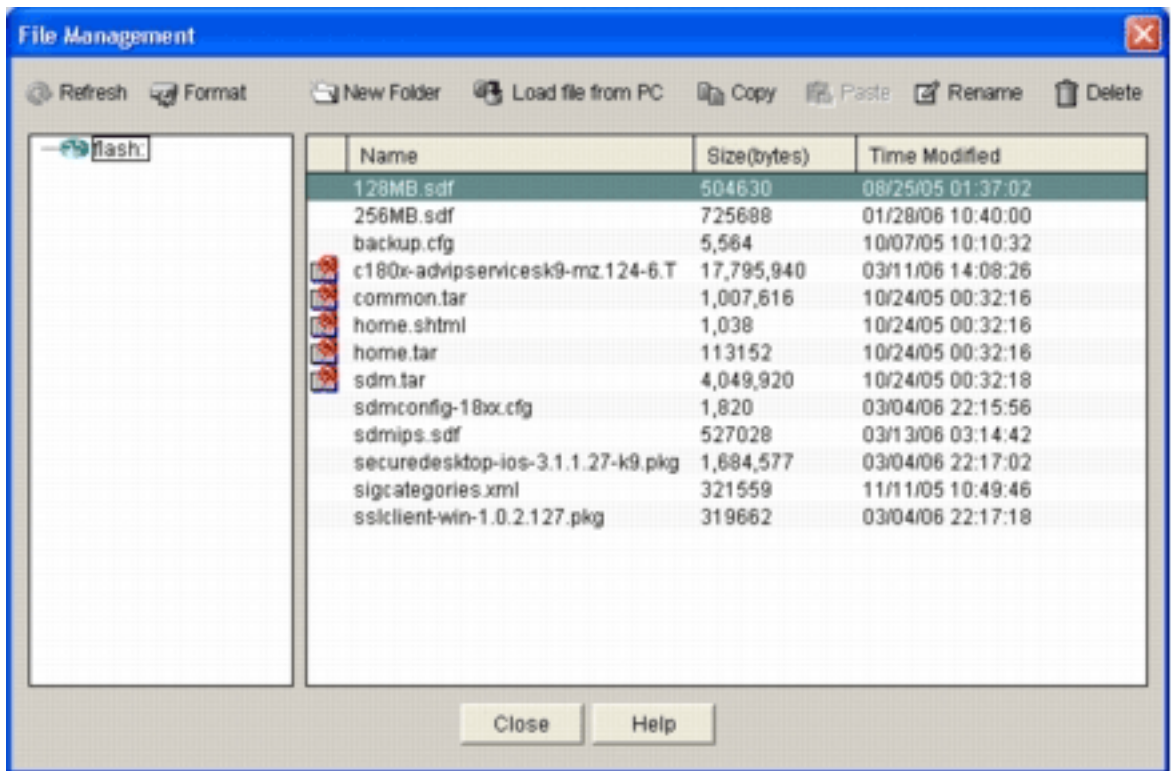 File Management
Refresh Format New Folder Load file from PC Copy Paste Rename Delete
flash:
Name Size(bytes) Time Modified
128MB.sdf 504630 08/25/05 01:37:02
256MB.sdf 725688 01/28/06 10:40:00
backup.cfg 5,564 10/07/05 10:10:32
c180x-advipservicesk9-mz.124-6.T 17,795,940 03/11/06 14:08:26
common.tar 1,007,616 10/24/05 00:32:16
home.shtml 1,038 10/24/05 00:32:16
home.tar 113152 10/24/05 00:32:16
sdm.tar 4,049,920 10/24/05 00:32:18
sdmconfig-18xx.cfg 1,820 03/04/06 22:15:56
sdmips.sdf 527028 03/13/06 03:14:42
securedesktop-ios-3.1.1.27-k9.pkg 1,684,577 03/04/06 22:17:02
sigcategories.xml 321559 11/11/05 10:49:46
sslclient-win-1.0.2.127.pkg 319662 03/04/06 22:17:18
Close Help